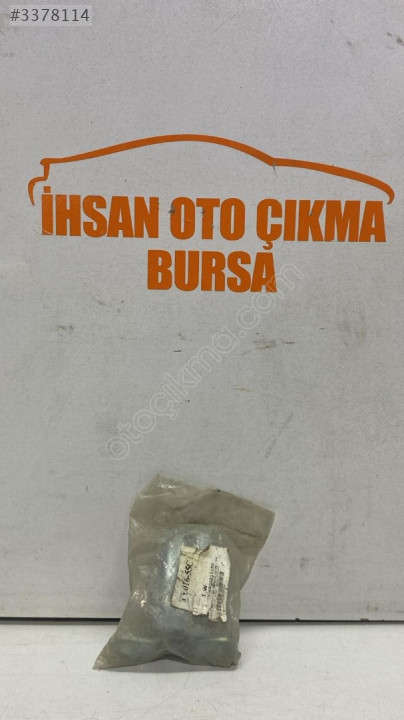 #3378114
İHSAN OTO ÇIKMA
BURSA
otoçıkma.com